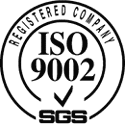 REGISTERED COMPANY
ISO
9002
SGS